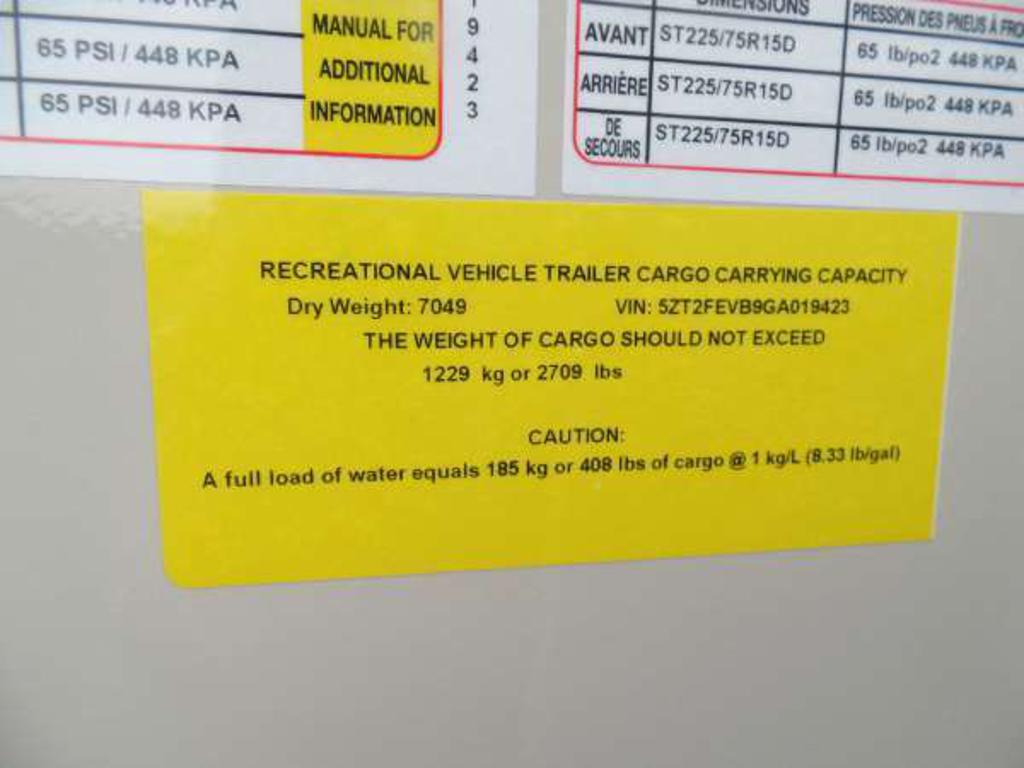 MANUAL FOR
ADDITIONAL
INFORMATION
65 PSI / 448 KPA
65 PSI / 448 KPA
9
4
2
3
DIMENSIONS PRESSION DES PNEUS À
AVANT ST225/75R15D 65 lb/po2 448 KPA
ARRIÈRE ST225/75R15D 65 lb/po2 448 KPA
DE
SECOURS ST225/75R15D 65 lb/po2 448 KPA
RECREATIONAL VEHICLE TRAILER CARGO CARRYING CAPACITY
Dry Weight: 7049 VIN: 5ZT2FEVB9GA019423
THE WEIGHT OF CARGO SHOULD NOT EXCEED
1229 kg or 2709 lbs
CAUTION:
A full load of water equals 185 kg or 408 lbs of cargo @ 1 kg/L (8.33 lb/gal)